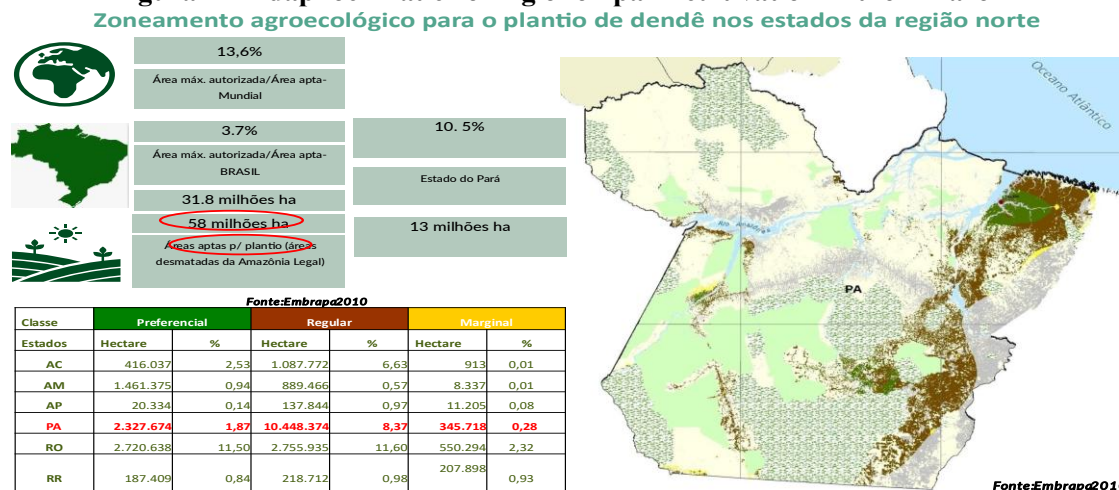 Zoneamento agroecológico para o plantio de dendê nos estados da região norte
13,6%
Área máx. autorizada/Área apta-
Mundial
3.7%
Área máx. autorizada/Área apta-
BRASIL
31.8 milhões ha
58 milhões ha
Áreas aptas p/ plantio (áreas
desmatadas da Amazônia Legal)
10. 5%
Estado do Pará
13 milhões ha
Fonte:Embrapa2010
Classe Preferencial Regular Marginal
Estados Hectare % Hectare % Hectare %
AC 416.037 2,53 1.087.772 6,63 913 0,01
AM 1.461.375 0,94 889.466 0,57 8.337 0,01
AP 20.334 0,14 137.844 0,97 11.205 0,08
PA 2.327.674 1,87 10.448.374 8,37 345.718 0,28
RO 2.720.638 11,50 2.755.935 11,60 550.294 2,32
RR 187.409 0,84 218.712 0,98 207.898 0,93
Oceano Atlântico
PA
Fonte:Embrapa201